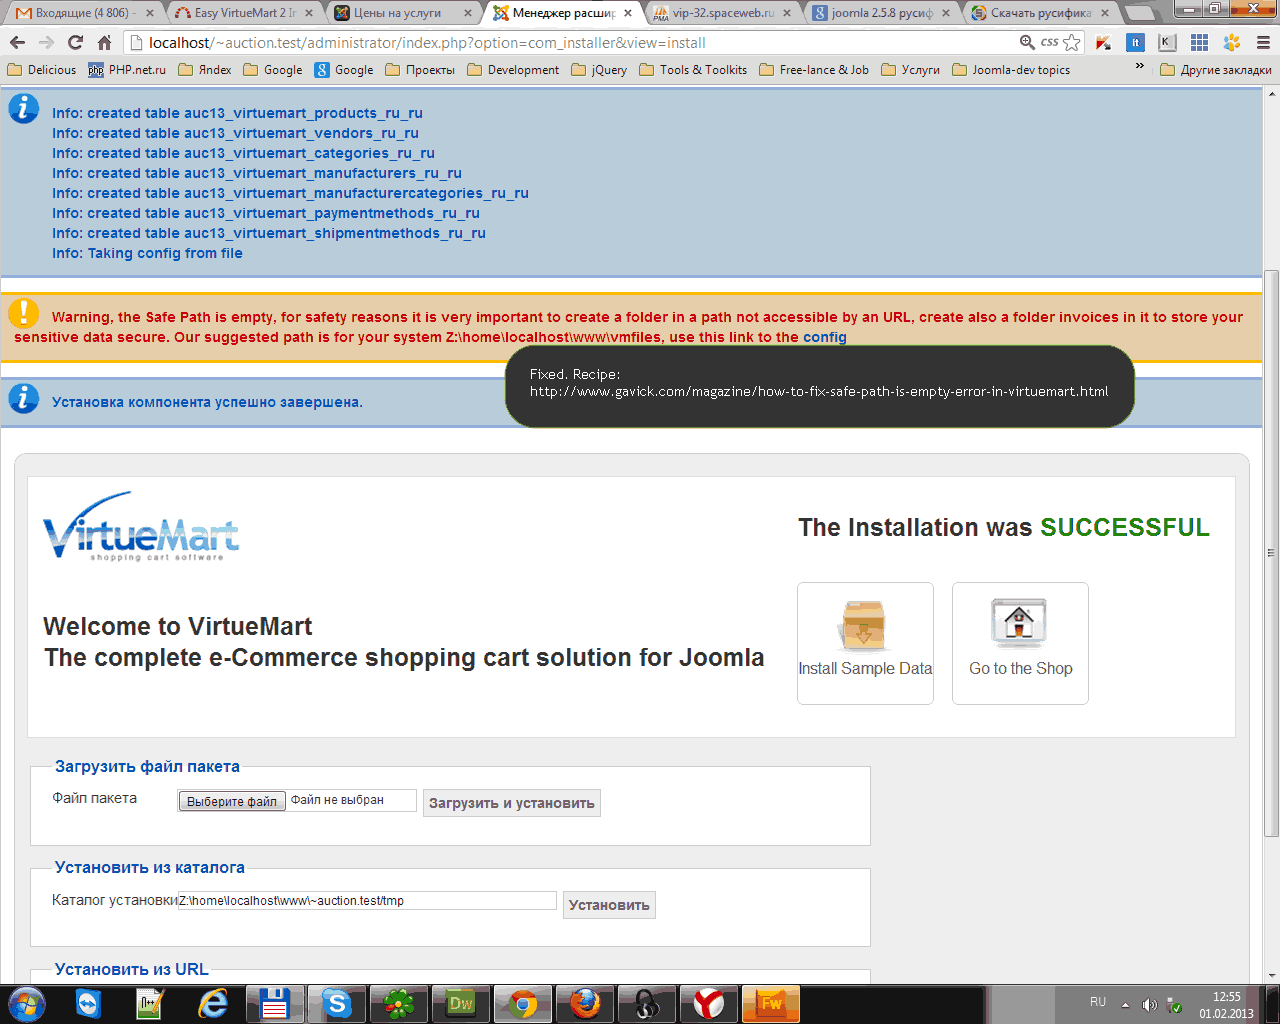 Входящие (4 806) -
Easy VirtueMart 2 Ir
Цены на услуги
Менеджер расшир
vip-32.spaceweb.ru
joomla 2.5.8 русиф
Скачать русифика
localhost/~auction.test/administrator/index.php?option=com_installer&view=install
CSS
Delicious
php PHP.net.ru
Яndex
Google
Google
Проекты
Development
jQuery
Tools & Toolkits
Free-lance & Job
Услуги
Joomla-dev topics
»
Другие закладки
Info: created table auc13_virtuemart_products_ru_ru
Info: created table auc13_virtuemart_vendors_ru_ru
Info: created table auc13_virtuemart_categories_ru_ru
Info: created table auc13_virtuemart_manufacturers_ru_ru
Info: created table auc13_virtuemart_manufacturercategories_ru_ru
Info: created table auc13_virtuemart_paymentmethods_ru_ru
Info: created table auc13_virtuemart_shipmentmethods_ru_ru
Info: Taking config from file
Warning, the Safe Path is empty, for safety reasons it is very important to create a folder in a path not accessible by an URL, create also a folder invoices in it to store your
sensitive data secure. Our suggested path is for your system Z:\home\localhost\www\vmfiles, use this link to the config
Fixed. Recipe:
http://www.gavick.com/magazine/how-to-fix-safe-path-is-empty-error-in-virtuemart.html
Установка компонента успешно завершена.
VirtueMart
shopping cart software
The Installation was SUCCESSFUL
Welcome to VirtueMart
The complete e-Commerce shopping cart solution for Joomla
Install Sample Data
Go to the Shop
Загрузить файл пакета
Файл пакета
Выберите файл
Файл не выбран
Загрузить и установить
Установить из каталога
Каталог установки
Z:\home\localhost\www\~auction.test/tmp
Установить
Установить из URL
Dw
Fw
RU
12:55
01.02.2013